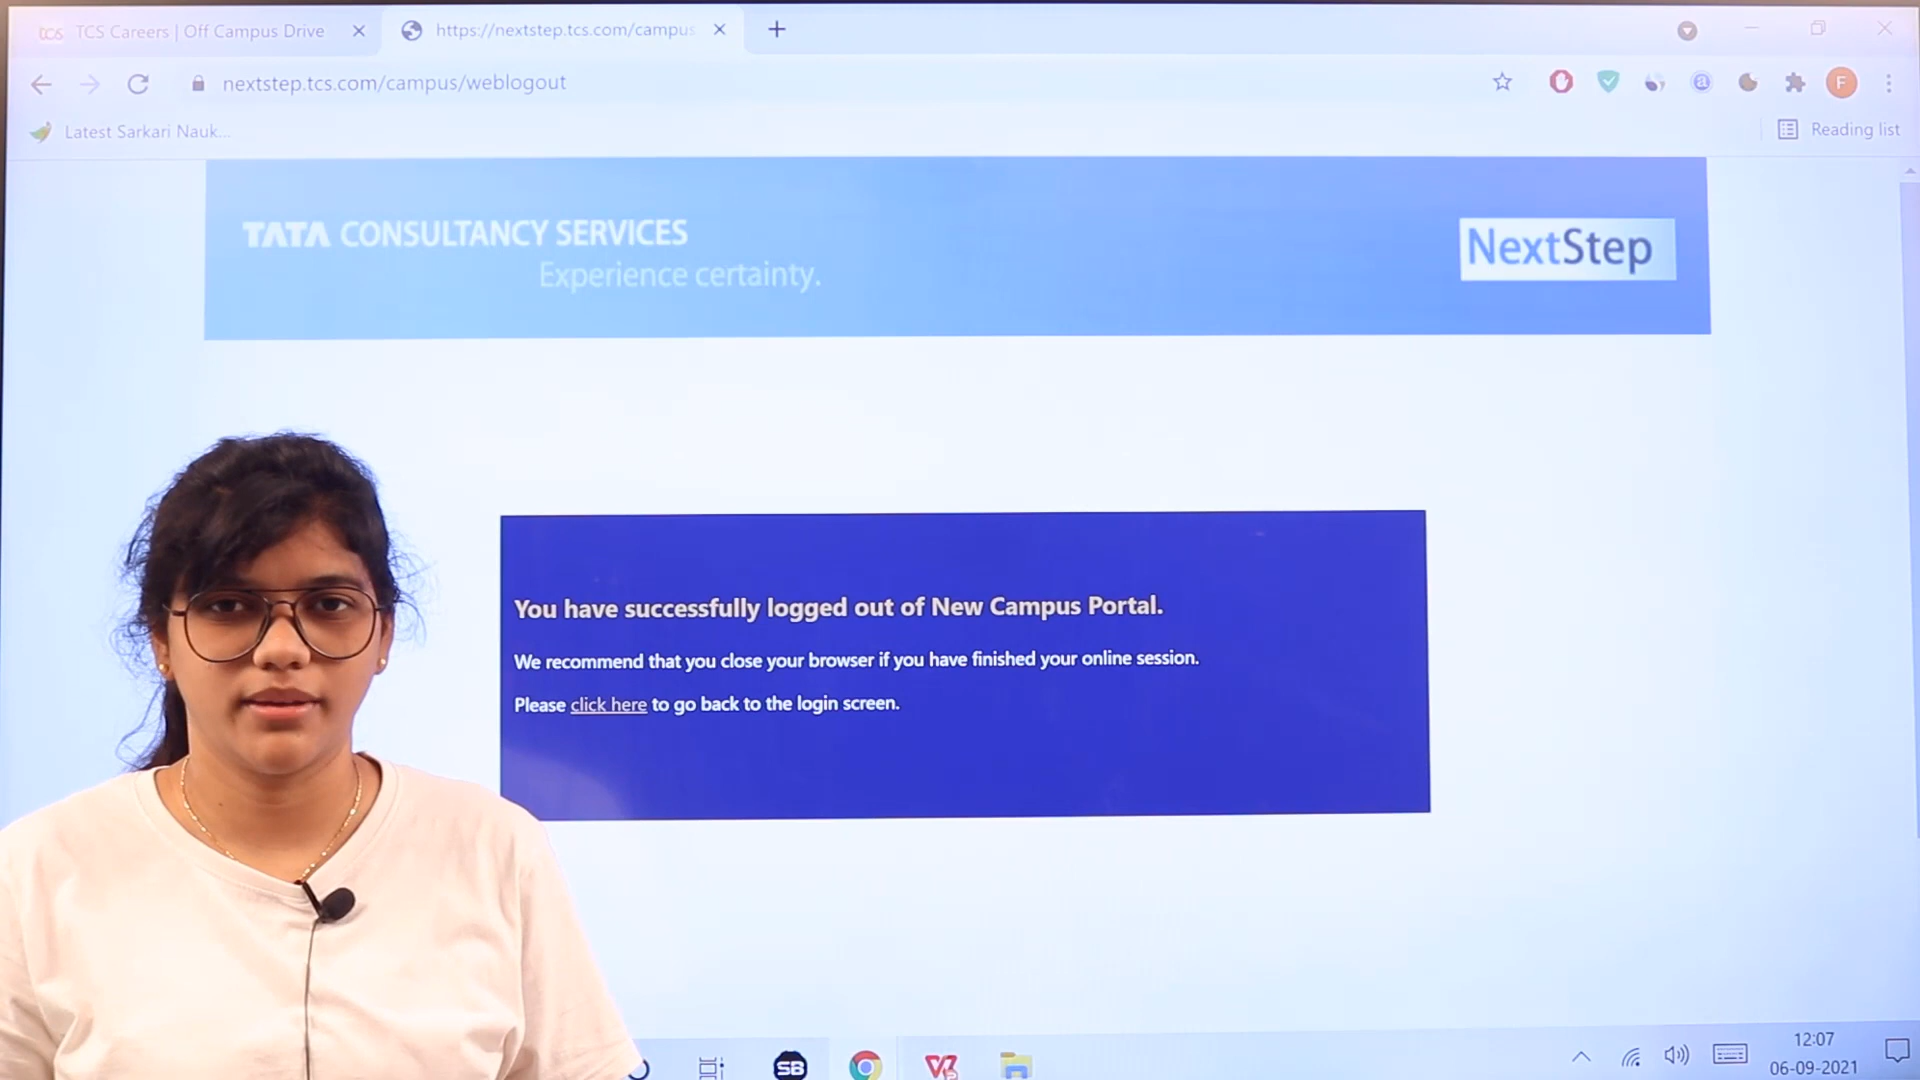 tcs TCS Careers | Off Campus Drive
https://nextstep.tcs.com/campus
nextstep.tcs.com/campus/weblogout
F
Latest Sarkari Nauk...
Reading list
TATA CONSULTANCY SERVICES
Experience certainty.
NextStep
You have successfully logged out of New Campus Portal.
We recommend that you close your browser if you have finished your online session.
Please click here to go back to the login screen.
SB
12:07
06-09-2021